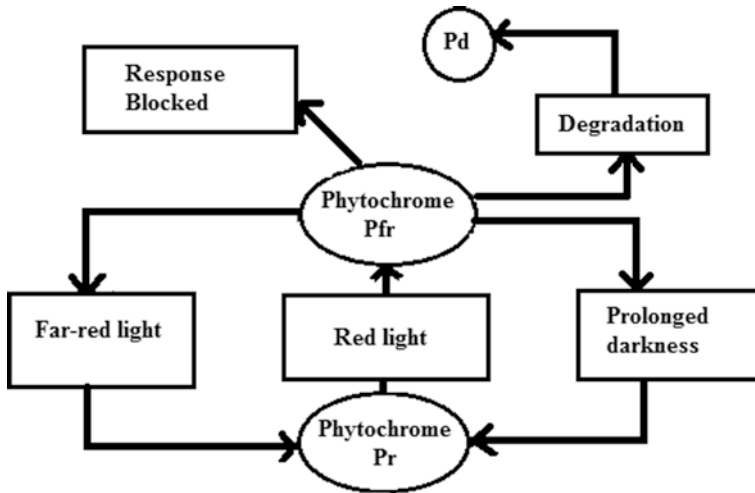 Pd
Response
Blocked
Degradation
Phytochrome
Pfr
Far-red light
Red light
Prolonged
darkness
Phytochrome
Pr